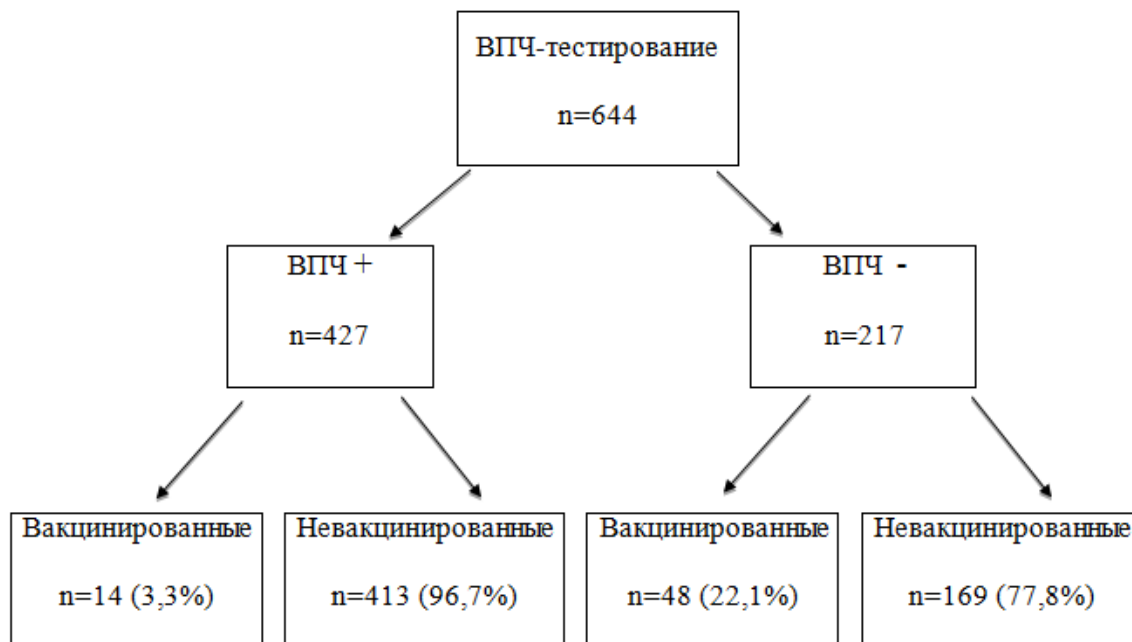 ВПЧ-тестирование
n=644
ВПЧ +
n=427
ВПЧ -
n=217
Вакцинированные
n=14 (3,3%)
Невакцинированные
n=413 (96,7%)
Вакцинированные
n=48 (22,1%)
Невакцинированные
n=169 (77,8%)